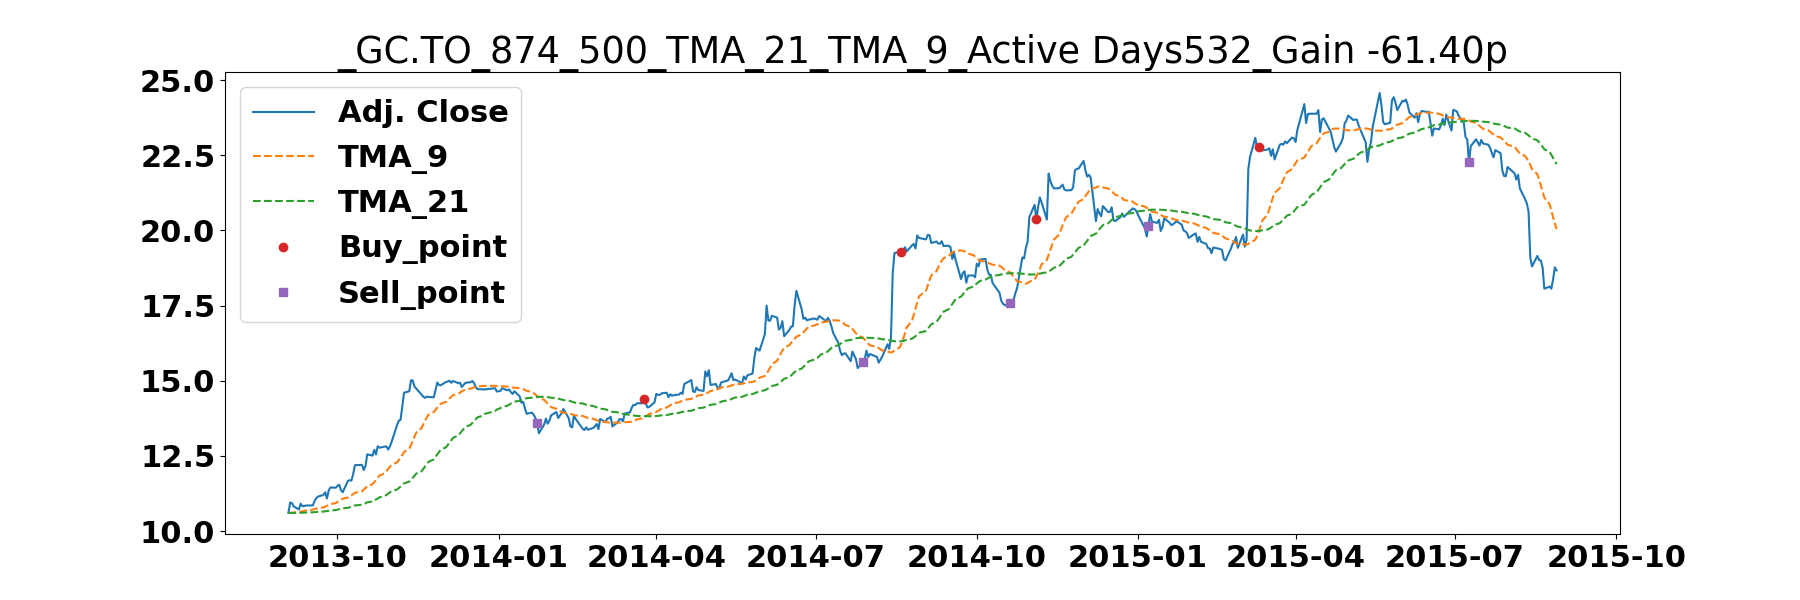 _GC.TO_874_500_TMA_21_TMA_9_Active Days532_Gain -61.40p
25.0
22.5
20.0
17.5
15.0
12.5
10.0
Adj. Close
TMA_9
TMA_21
Buy_point
Sell_point
2013-10 2014-01 2014-04 2014-07 2014-10 2015-01 2015-04 2015-07 2015-10